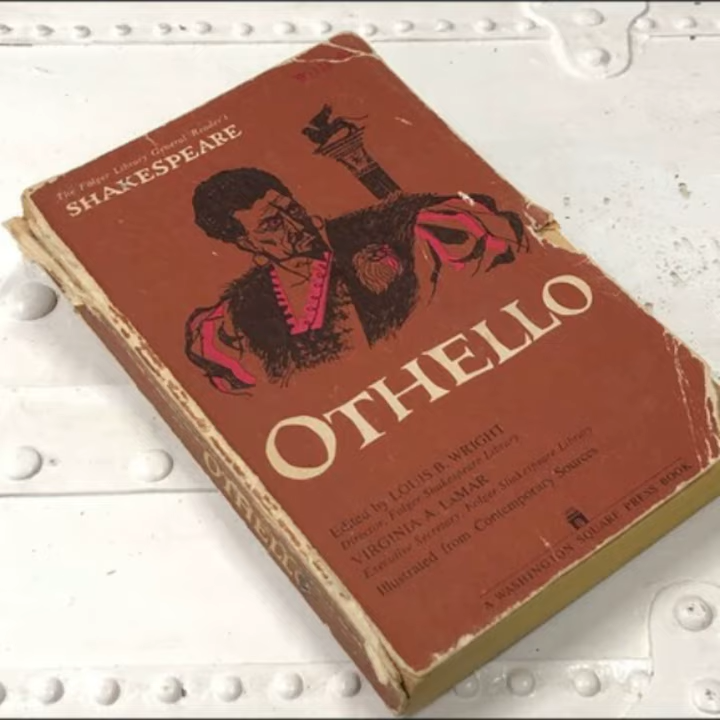 The Folger Library General Reader's
SHAKESPEARE
OTHELLO
Edited by LOUIS B. WRIGHT
Director, Folger Shakespeare Library
VIRGINIA A. LaMAR
Executive Secretary, Folger Shakespeare Library
Illustrated from Contemporary Sources
A WASHINGTON SQUARE PRESS BOOK
OTHELLO